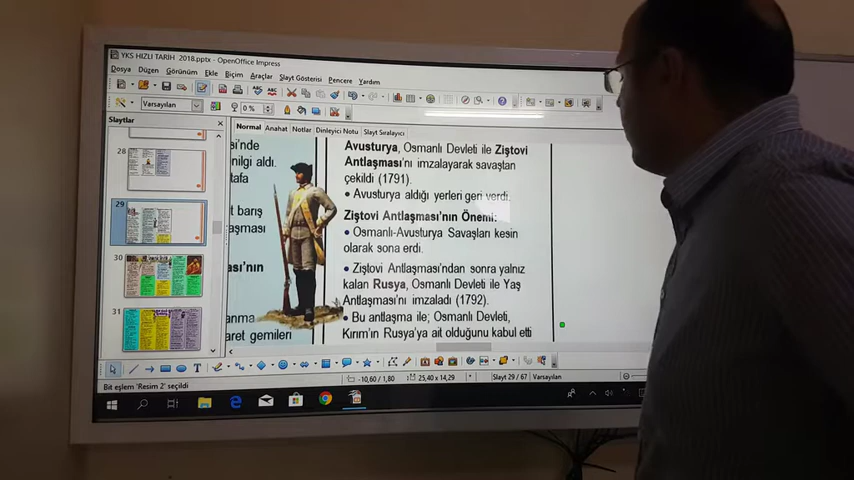 YKS HIZLI TARİH 2018.pptx - OpenOffice Impress
Dosya Düzen Görünüm Ekle Biçim Araçlar Slayt Gösterisi Pencere Yardım
Varsayılan
0 %
Slaytlar
Normal Anahat Notlar Dinleyici Notu Slayt Sıralayıcı
28
29
30
31
si'nde
nilgi aldı.
tafa
t barış
aşması
ası'nın
anma
aret gemileri
Avusturya, Osmanlı Devleti ile Ziştovi
Antlaşması'nı imzalayarak savaştan
çekildi (1791).
• Avusturya aldığı yerleri geri verdi.
Ziştovi Antlaşması'nın Önemi:
• Osmanlı-Avusturya Savaşları kesin
olarak sona erdi.
• Ziştovi Antlaşması'ndan sonra yalnız
kalan Rusya, Osmanlı Devleti ile Yaş
Antlaşması'nı imzaladı (1792).
• Bu antlaşma ile; Osmanlı Devleti,
Kırım'ın Rusya'ya ait olduğunu kabul etti
Bit eşlem 'Resim 2' seçildi
-10,60 / 1,80
25,40 x 14,29
Slayt 29 / 67
Varsayılan